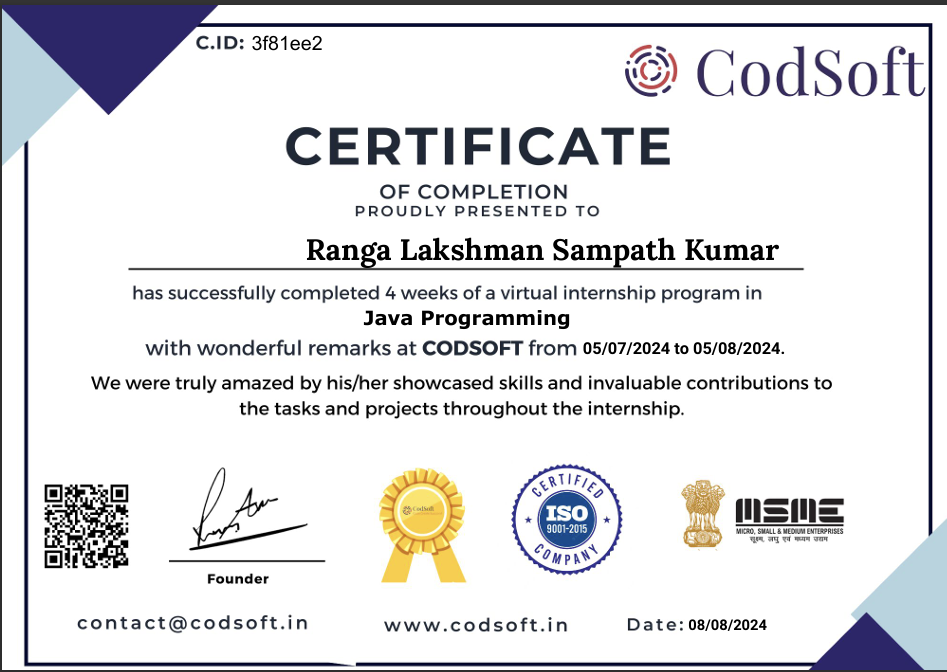 C.ID: 3f81ee2
CodSoft
CERTIFICATE
OF COMPLETION
PROUDLY PRESENTED TO
Ranga Lakshman Sampath Kumar
has successfully completed 4 weeks of a virtual internship program in
Java Programming
with wonderful remarks at CODSOFT from 05/07/2024 to 05/08/2024.
We were truly amazed by his/her showcased skills and invaluable contributions to
the tasks and projects throughout the internship.
CodSoft
CERTIFIED
ISO
9001-2015
COMPANY
MSME
MICRO, SMALL & MEDIUM ENTERPRISES
सूक्ष्म, लघु एवं मध्यम उद्यम
Founder
contact@codsoft.in
www.codsoft.in
Date: 08/08/2024